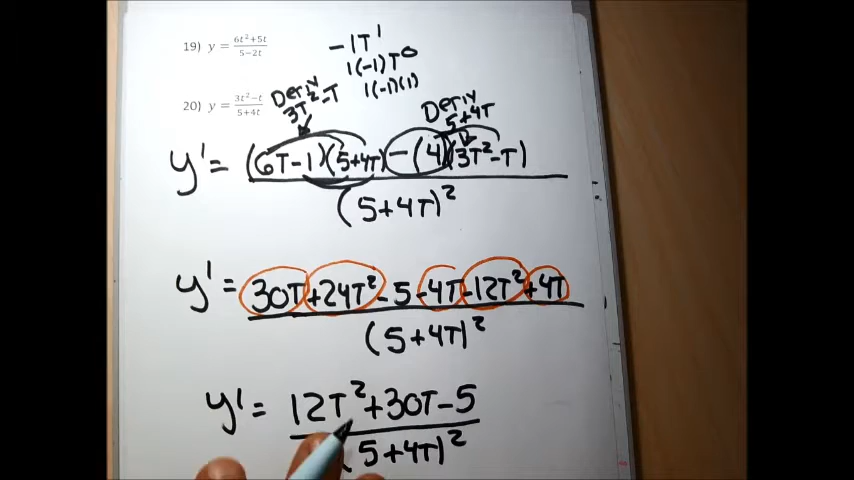 19) y = 6t²+5t / 5−2t
−1T¹
1(−1)T⁰
1(−1)(1)
20) y = 3t²−t / 5+4t
Deriv
3T²−T
Deriv
5+4T
y' = (6T−1)(5+4T)−(4)(3T²−T) / (5+4T)²
y' = 30T+24T²−5−4T−12T²+4T / (5+4T)²
y' = 12T²+30T−5 / (5+4T)²